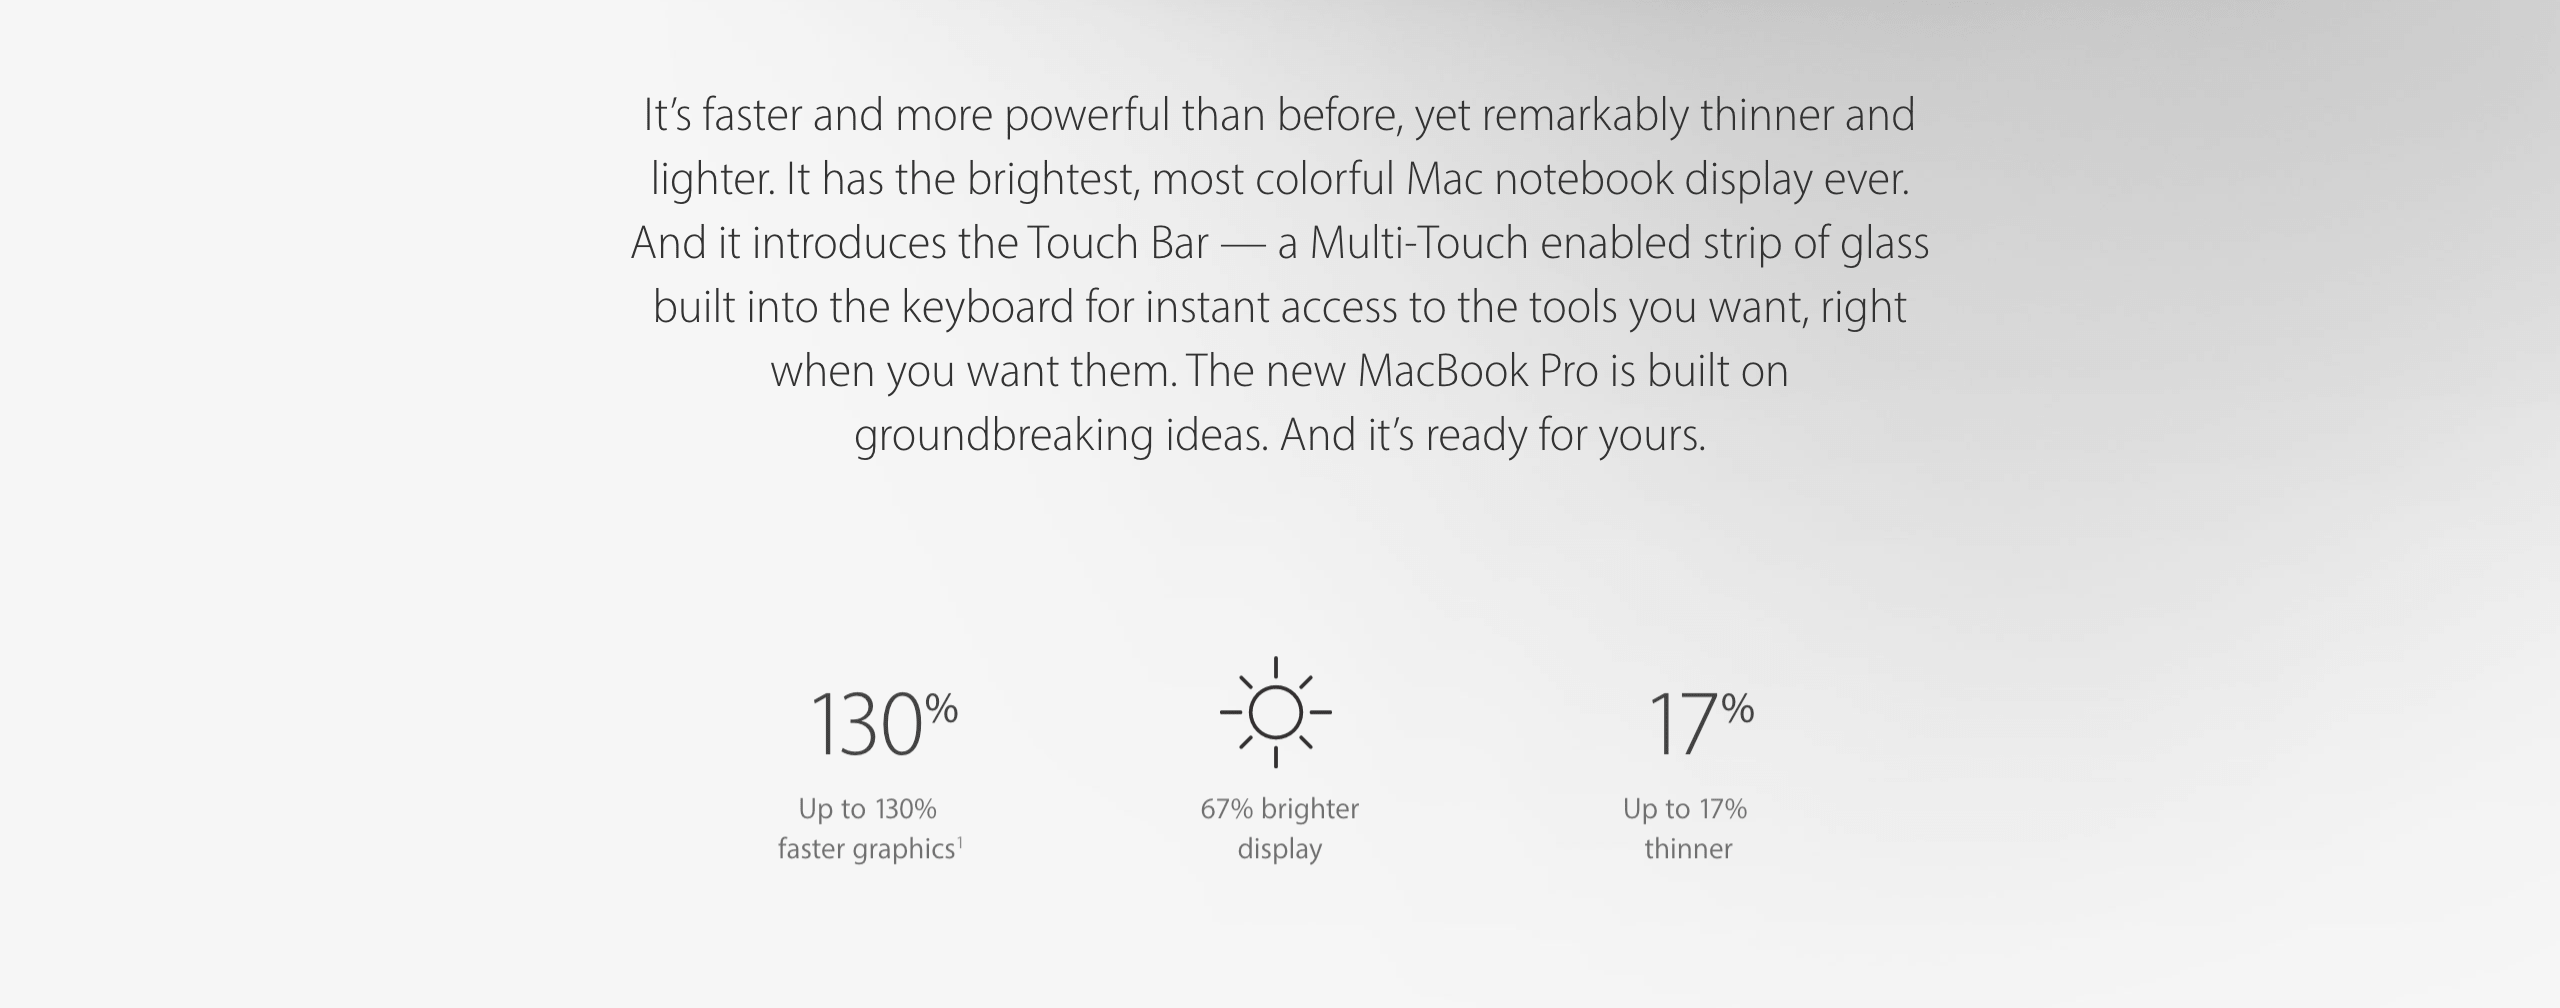 It’s faster and more powerful than before, yet remarkably thinner and
lighter. It has the brightest, most colorful Mac notebook display ever.
And it introduces the Touch Bar — a Multi-Touch enabled strip of glass
built into the keyboard for instant access to the tools you want, right
when you want them. The new MacBook Pro is built on
groundbreaking ideas. And it’s ready for yours.
130%
Up to 130%
faster graphics¹
67% brighter
display
17%
Up to 17%
thinner